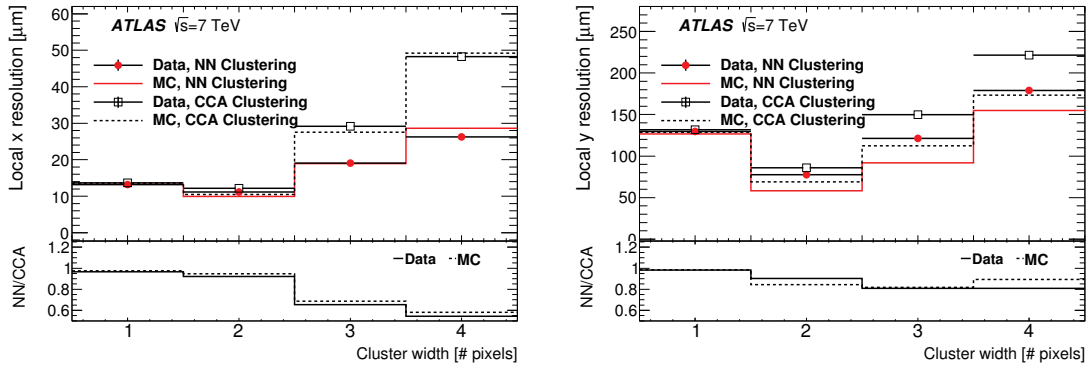 Local x resolution [μm]
60
50
40
30
20
10
0
ATLAS √s=7 TeV
Data, NN Clustering
MC, NN Clustering
Data, CCA Clustering
MC, CCA Clustering
NN/CCA
1.2
1
0.8
0.6
Data MC
1 2 3 4
Cluster width [# pixels]
Local y resolution [μm]
250
200
150
100
50
0
ATLAS √s=7 TeV
Data, NN Clustering
MC, NN Clustering
Data, CCA Clustering
MC, CCA Clustering
NN/CCA
1.2
1
0.8
0.6
Data MC
1 2 3 4
Cluster width [# pixels]